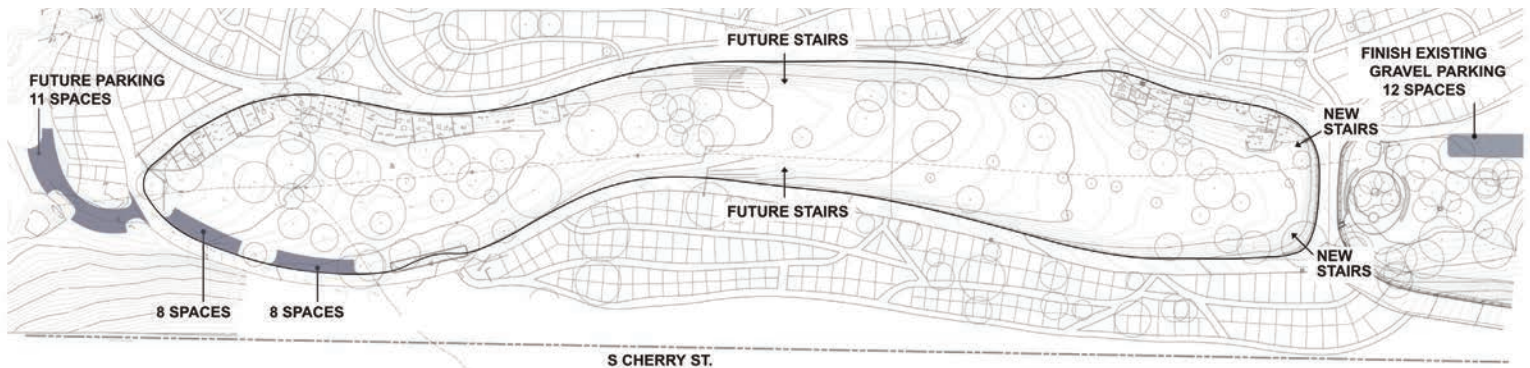 FUTURE STAIRS
FINISH EXISTING
GRAVEL PARKING
12 SPACES
FUTURE PARKING
11 SPACES
NEW
STAIRS
FUTURE STAIRS
NEW
STAIRS
8 SPACES
8 SPACES
S CHERRY ST.